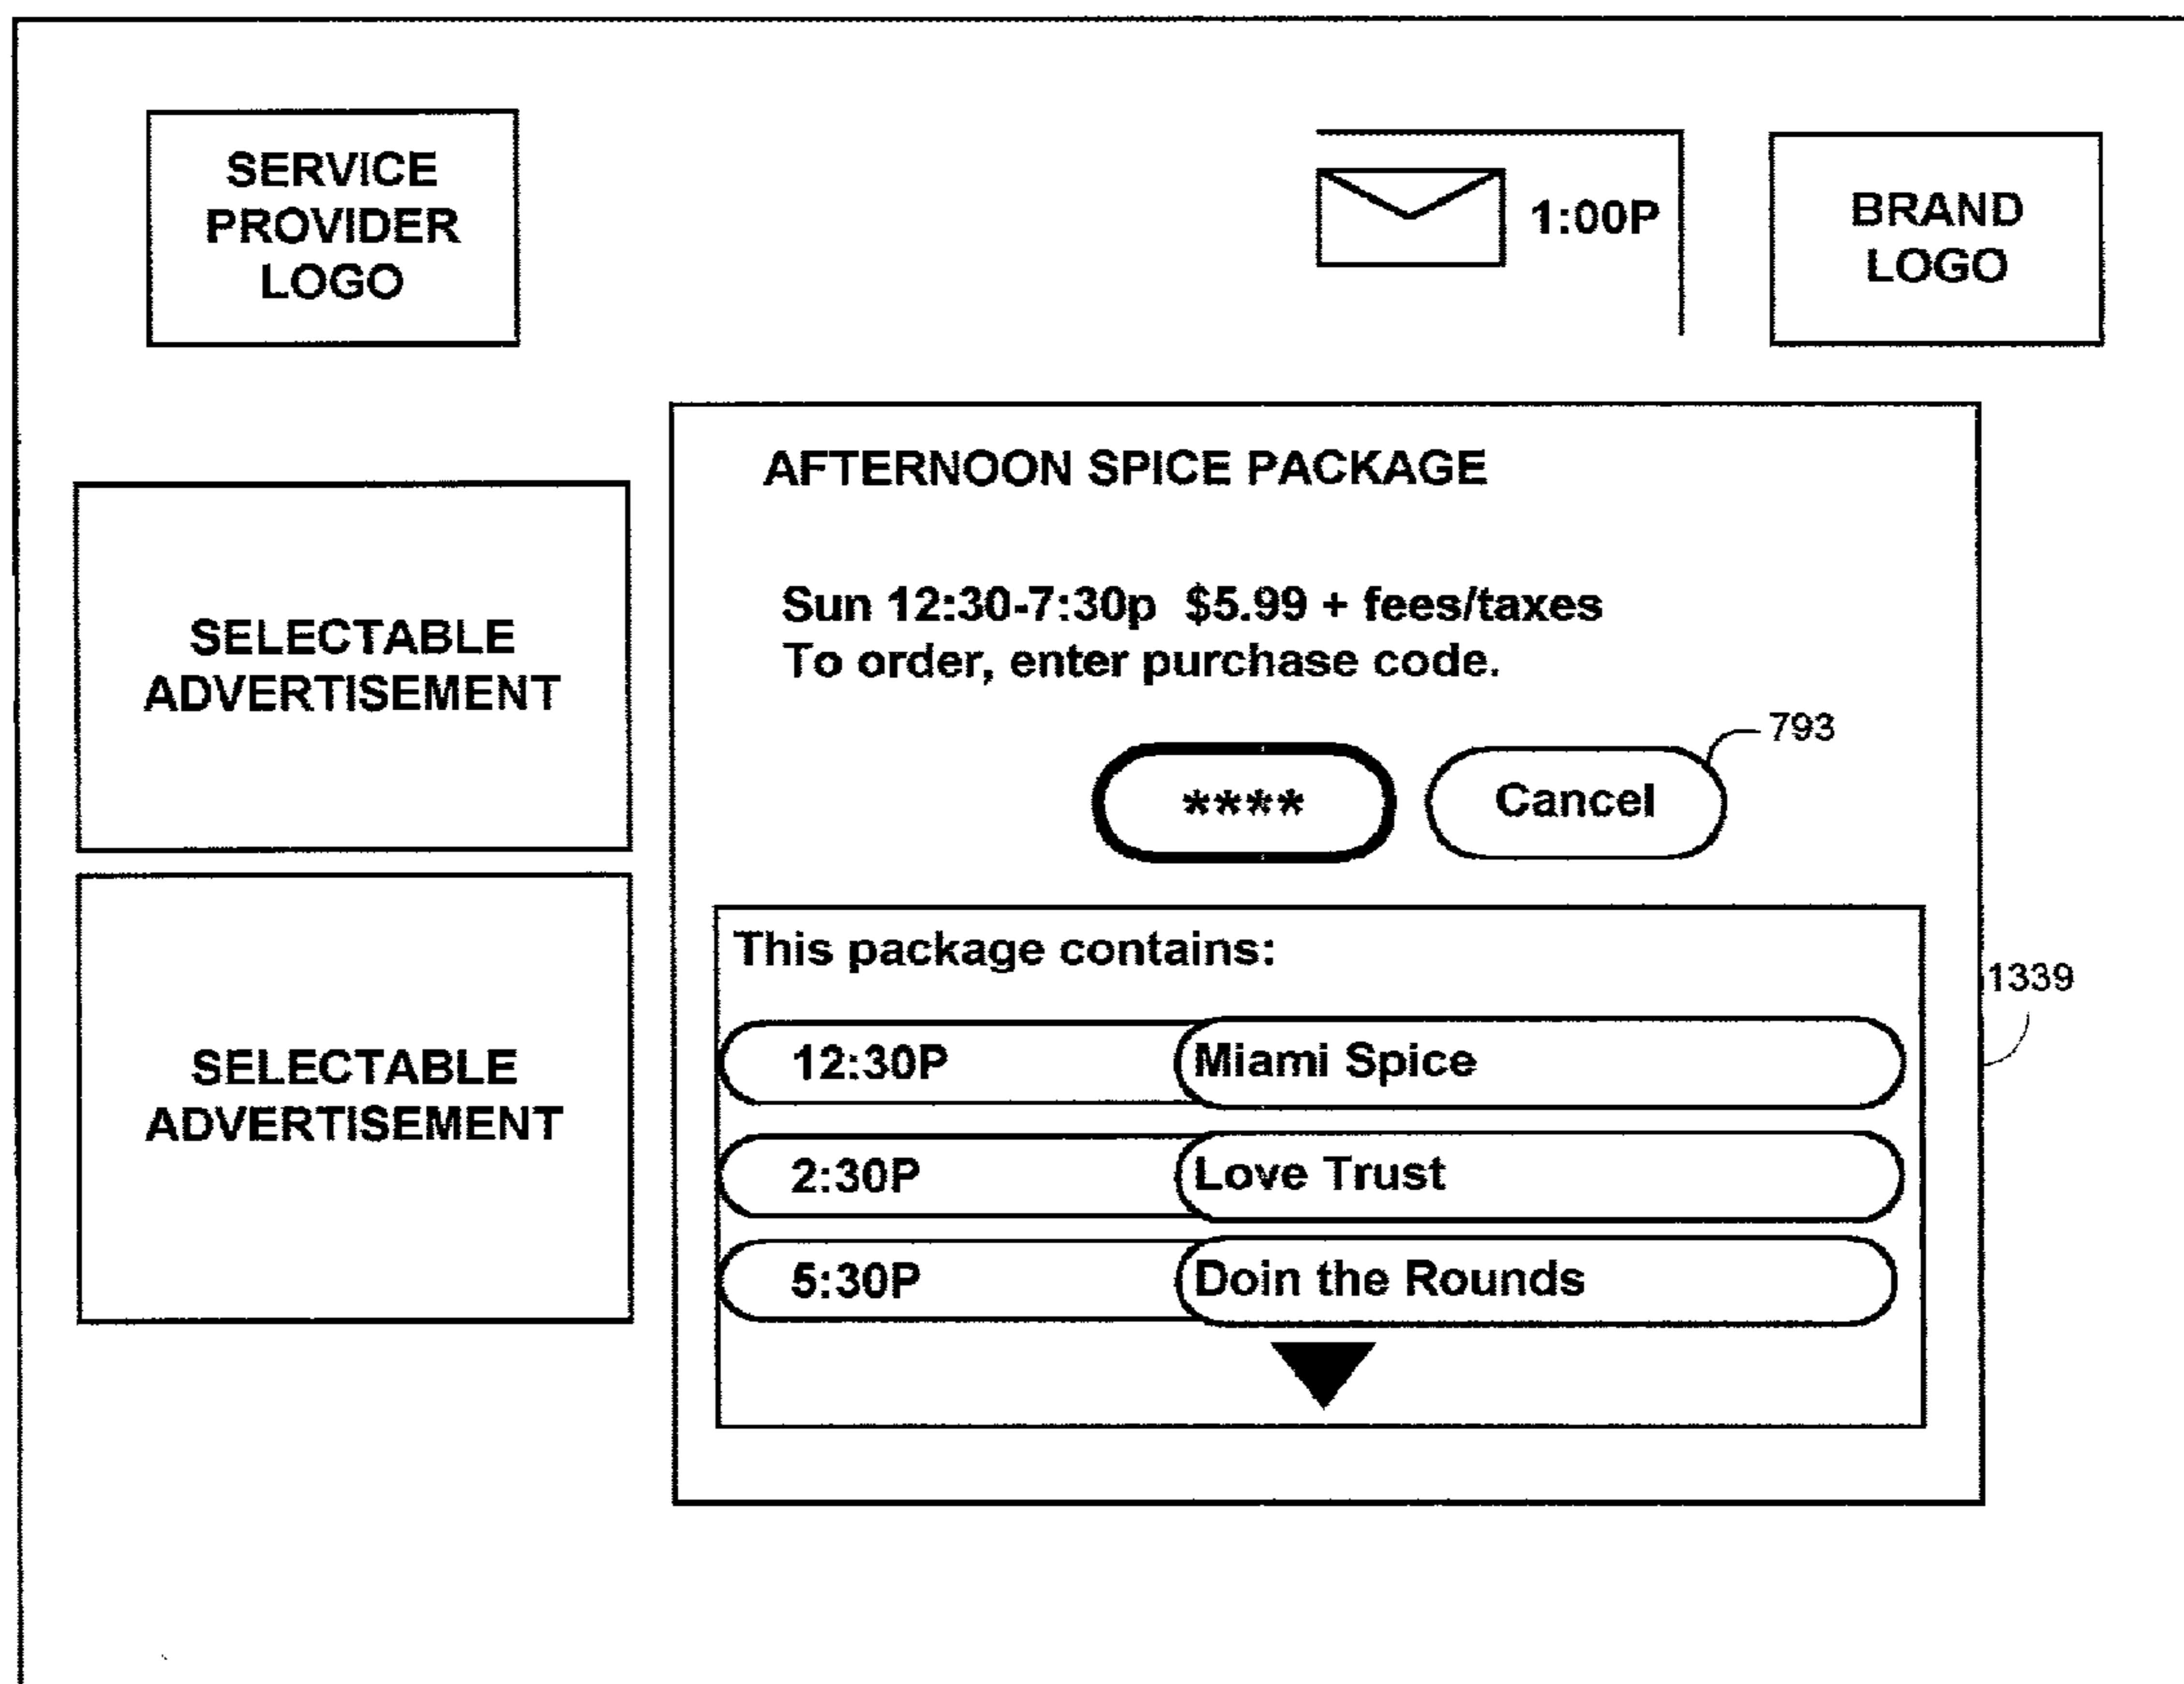 SERVICE
PROVIDER
LOGO
1:00P
BRAND
LOGO
SELECTABLE
ADVERTISEMENT
SELECTABLE
ADVERTISEMENT
AFTERNOON SPICE PACKAGE
Sun 12:30-7:30p $5.99 + fees/taxes
To order, enter purchase code.
793
**** Cancel
This package contains:
1339
12:30P Miami Spice
2:30P Love Trust
5:30P Doin the Rounds